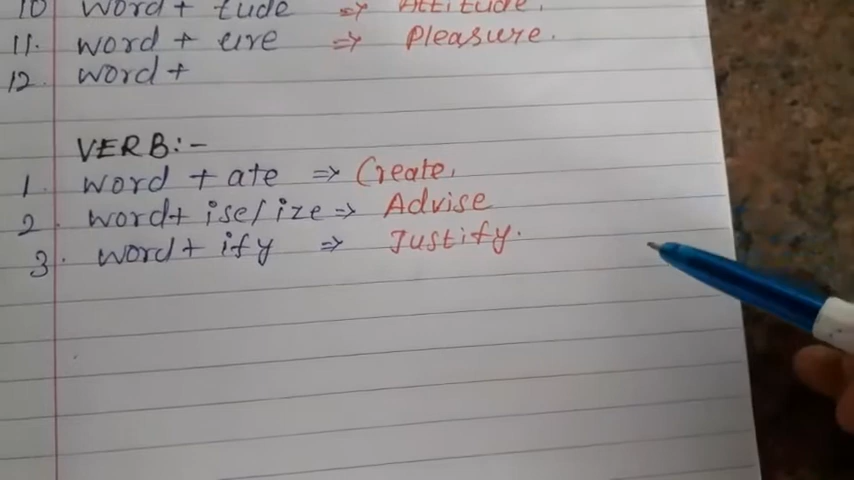 10 word + tude => Attitude.
11. word + ure => Pleasure.
12. word +
VERB:-
1. word + ate => Create,
2. word + ise/ize => Advise
3. word + ify => Justify.